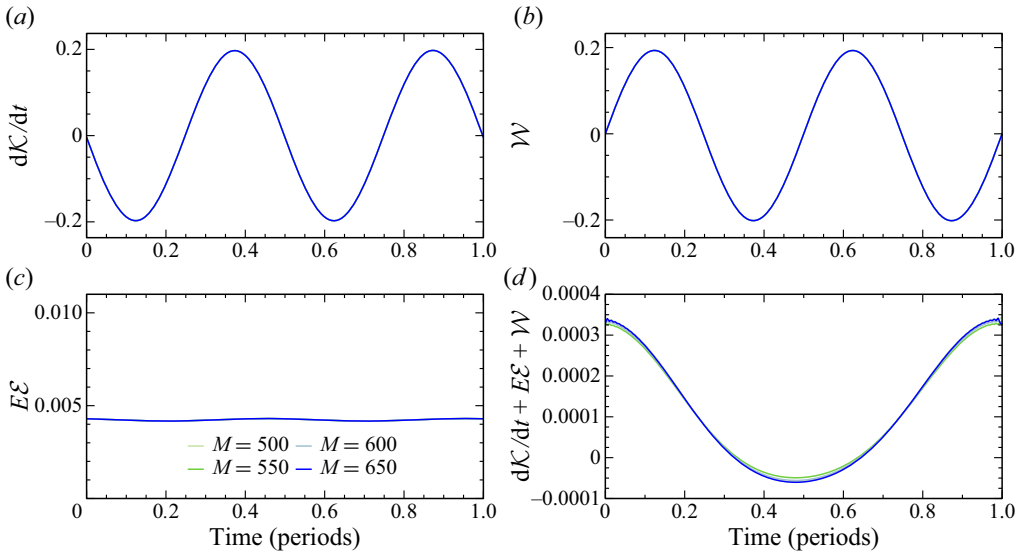 (a)
(b)
0.2
0
−0.2
d𝒦/dt
0
0.2
0.4
0.6
0.8
1.0
0.2
0
−0.2
𝒲
0
0.2
0.4
0.6
0.8
1.0
(c)
(d)
0.010
0.005
0
Eℰ
M = 500
M = 600
M = 550
M = 650
0
0.2
0.4
0.6
0.8
1.0
Time (periods)
0.0004
0.0003
0.0002
0.0001
0
−0.0001
d𝒦/dt + Eℰ + 𝒲
0
0.2
0.4
0.6
0.8
1.0
Time (periods)